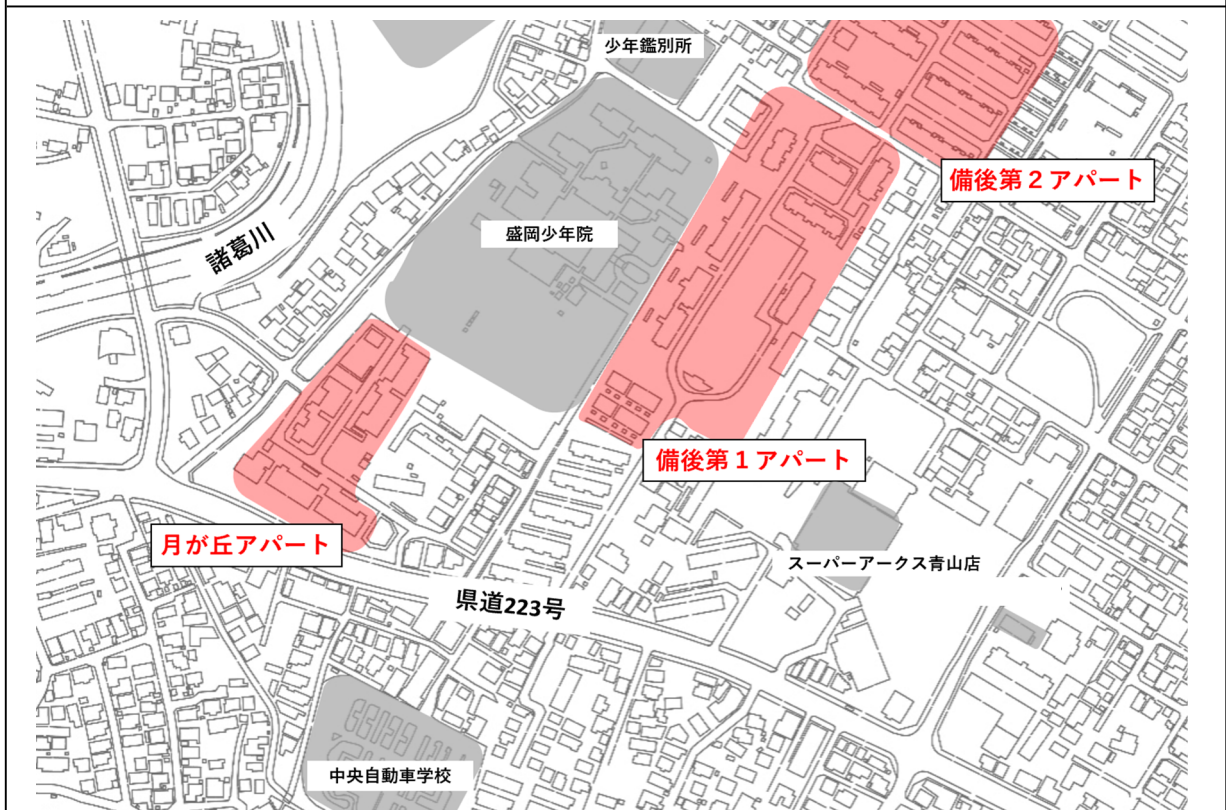 少年鑑別所
備後第２アパート
盛岡少年院
諸葛川
備後第１アパート
月が丘アパート
スーパーアークス青山店
県道223号
中央自動車学校